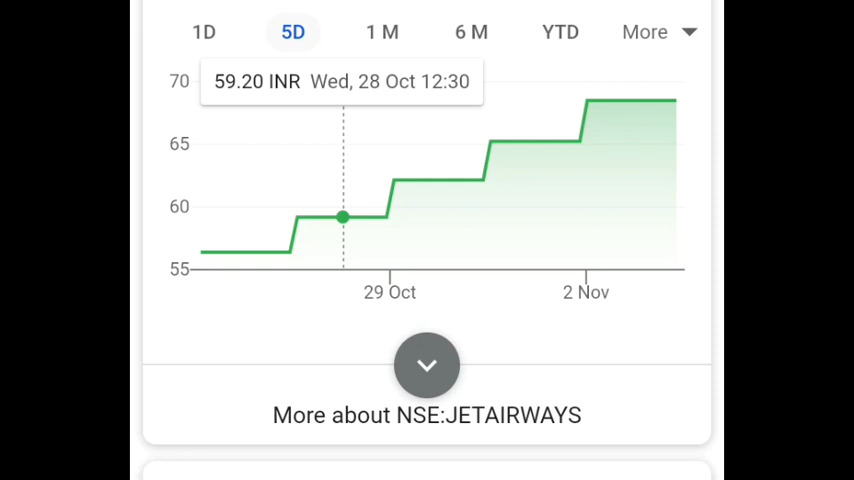 1D 5D 1 M 6 M YTD More
70
59.20 INR Wed, 28 Oct 12:30
65
60
55
29 Oct 2 Nov
More about NSE:JETAIRWAYS